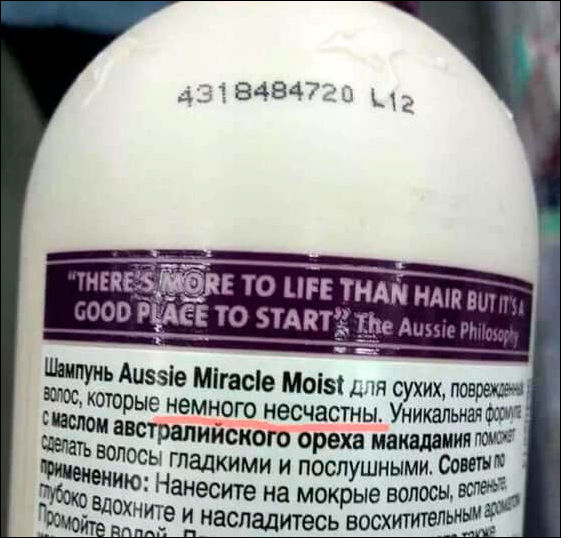 4318484720 L12
"THERE'S MORE TO LIFE THAN HAIR BUT IT'S A
GOOD PLACE TO START" The Aussie Philosophy
Шампунь Aussie Miracle Moist для сухих, поврежденных
волос, которые немного несчастны. Уникальная формула
с маслом австралийского ореха макадамия поможет
сделать волосы гладкими и послушными. Советы по
применению: Нанесите на мокрые волосы, вспеньте,
глубоко вдохните и насладитесь восхитительным ароматом
Промойте водой.